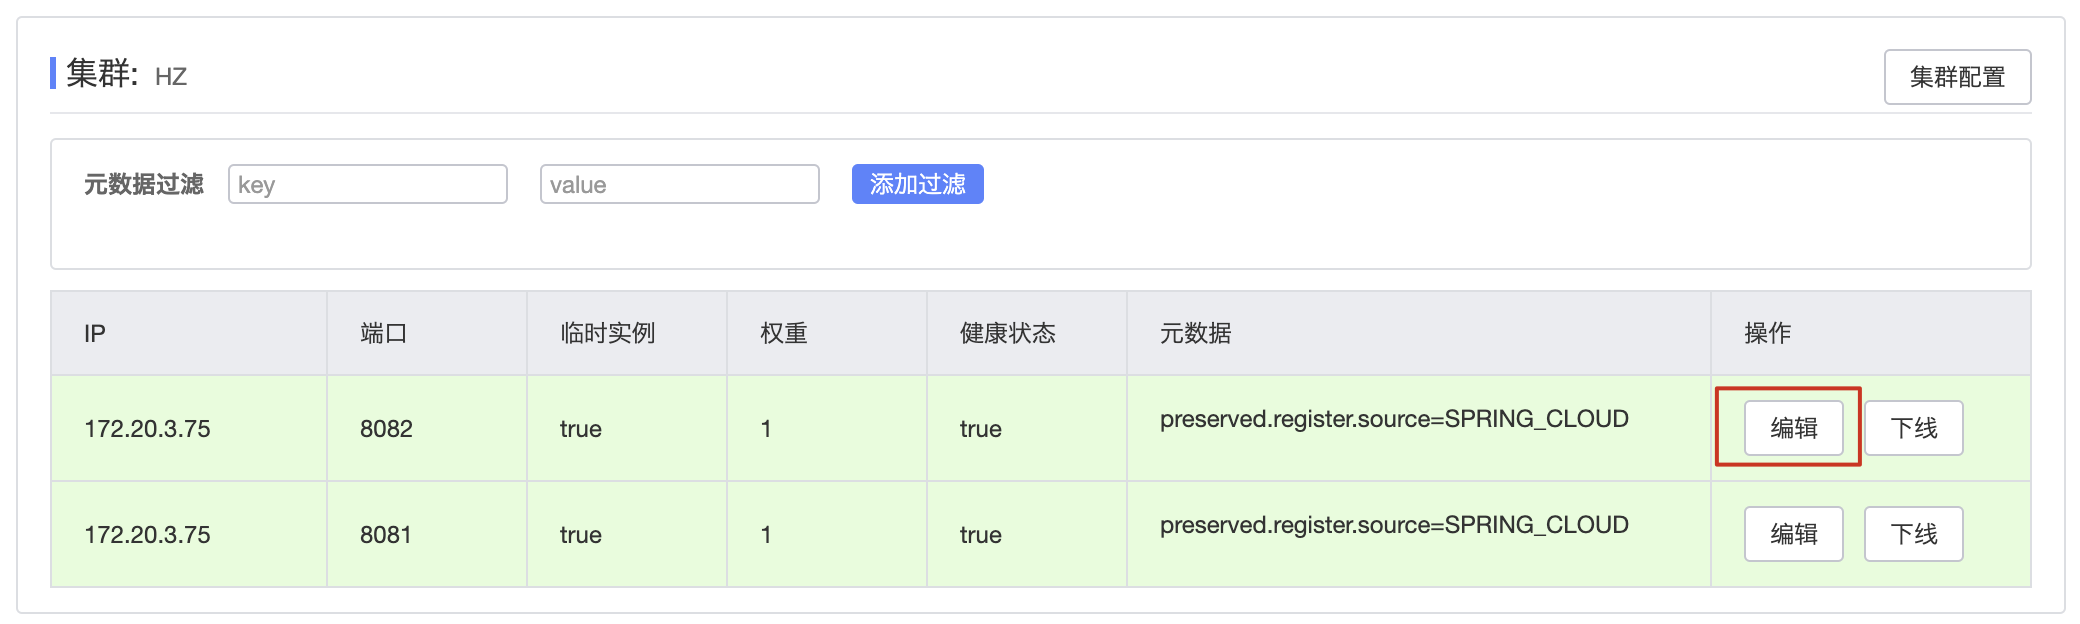 集群: HZ 集群配置
元数据过滤 key value 添加过滤
IP 端口 临时实例 权重 健康状态 元数据 操作
172.20.3.75 8082 true 1 true preserved.register.source=SPRING_CLOUD 编辑 下线
172.20.3.75 8081 true 1 true preserved.register.source=SPRING_CLOUD 编辑 下线